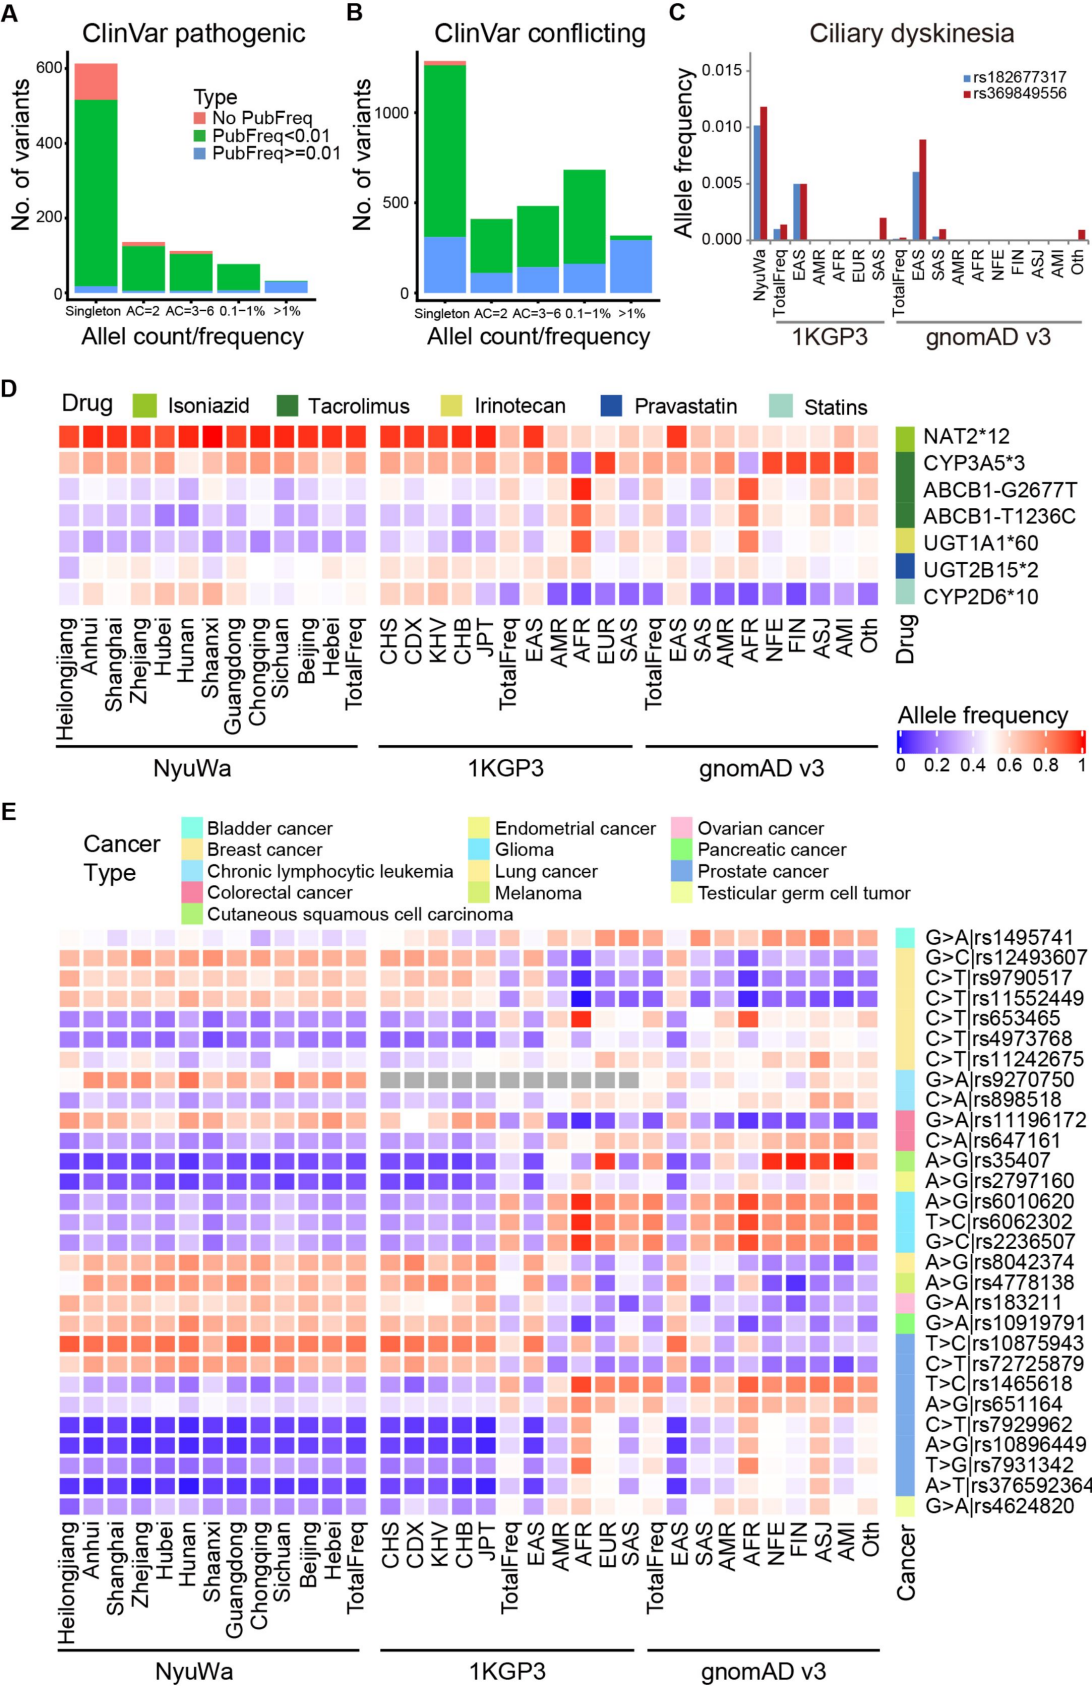 A
ClinVar pathogenic
No. of variants
600
400
200
0
Type
No PubFreq
PubFreq<0.01
PubFreq>=0.01
Singleton AC=2 AC=3-6 0.1-1% >1%
Allel count/frequency
B
ClinVar conflicting
No. of variants
1000
500
0
Singleton AC=2 AC=3-6 0.1-1% >1%
Allel count/frequency
C
Ciliary dyskinesia
Allele frequency
0.015
0.010
0.005
0.000
rs182677317
rs369849556
NyuWa TotalFreq EAS AMR AFR EUR SAS TotalFreq EAS SAS AMR AFR NFE FIN ASJ AMI Oth
1KGP3 gnomAD v3
D
Drug Isoniazid Tacrolimus Irinotecan Pravastatin Statins
NAT2*12
CYP3A5*3
ABCB1-G2677T
ABCB1-T1236C
UGT1A1*60
UGT2B15*2
CYP2D6*10
Heilongjiang Anhui Shanghai Zhejiang Hubei Hunan Shaanxi Guangdong Chongqing Sichuan Beijing Hebei TotalFreq CHS CDX KHV CHB JPT TotalFreq EAS AMR AFR EUR SAS TotalFreq EAS SAS AMR AFR NFE FIN ASJ AMI Oth Drug
NyuWa 1KGP3 gnomAD v3
Allele frequency
0 0.2 0.4 0.6 0.8 1
E
Cancer
Type
Bladder cancer
Breast cancer
Chronic lymphocytic leukemia
Colorectal cancer
Cutaneous squamous cell carcinoma
Endometrial cancer
Glioma
Lung cancer
Melanoma
Ovarian cancer
Pancreatic cancer
Prostate cancer
Testicular germ cell tumor
G>A|rs1495741
G>C|rs12493607
C>T|rs9790517
C>T|rs11552449
C>T|rs653465
C>T|rs4973768
C>T|rs11242675
G>A|rs9270750
C>A|rs898518
G>A|rs11196172
C>A|rs647161
A>G|rs35407
A>G|rs2797160
A>G|rs6010620
T>C|rs6062302
G>C|rs2236507
A>G|rs8042374
A>G|rs4778138
G>A|rs183211
G>A|rs10919791
T>C|rs10875943
C>T|rs72725879
T>C|rs1465618
A>G|rs651164
C>T|rs7929962
A>G|rs10896449
T>G|rs7931342
A>T|rs376592364
G>A|rs4624820
Heilongjiang Anhui Shanghai Zhejiang Hubei Hunan Shaanxi Guangdong Chongqing Sichuan Beijing Hebei TotalFreq CHS CDX KHV CHB JPT TotalFreq EAS AMR AFR EUR SAS TotalFreq EAS SAS AMR AFR NFE FIN ASJ AMI Oth Cancer
NyuWa 1KGP3 gnomAD v3